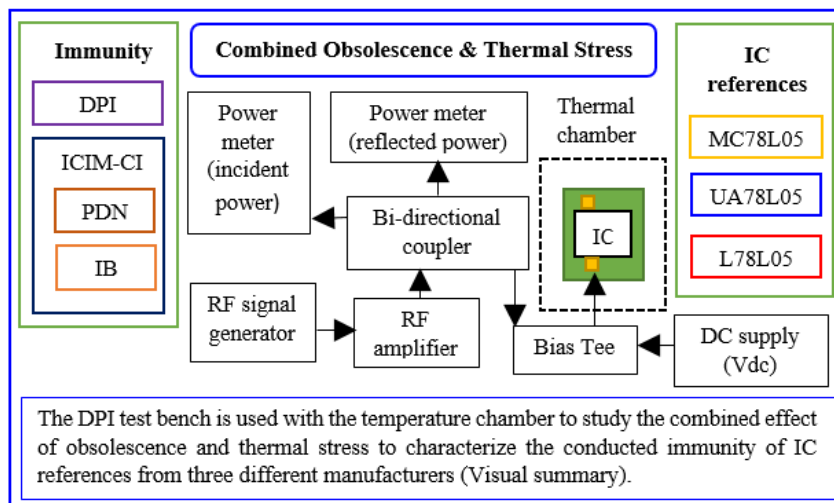 Immunity
DPI
ICIM-CI
PDN
IB
Combined Obsolescence & Thermal Stress
Power
meter
(incident
power)
Power meter
(reflected power)
Thermal
chamber
Bi-directional
coupler
IC
RF signal
generator
RF
amplifier
Bias Tee
DC supply
(Vdc)
IC
references
MC78L05
UA78L05
L78L05
The DPI test bench is used with the temperature chamber to study the combined effect
of obsolescence and thermal stress to characterize the conducted immunity of IC
references from three different manufacturers (Visual summary).